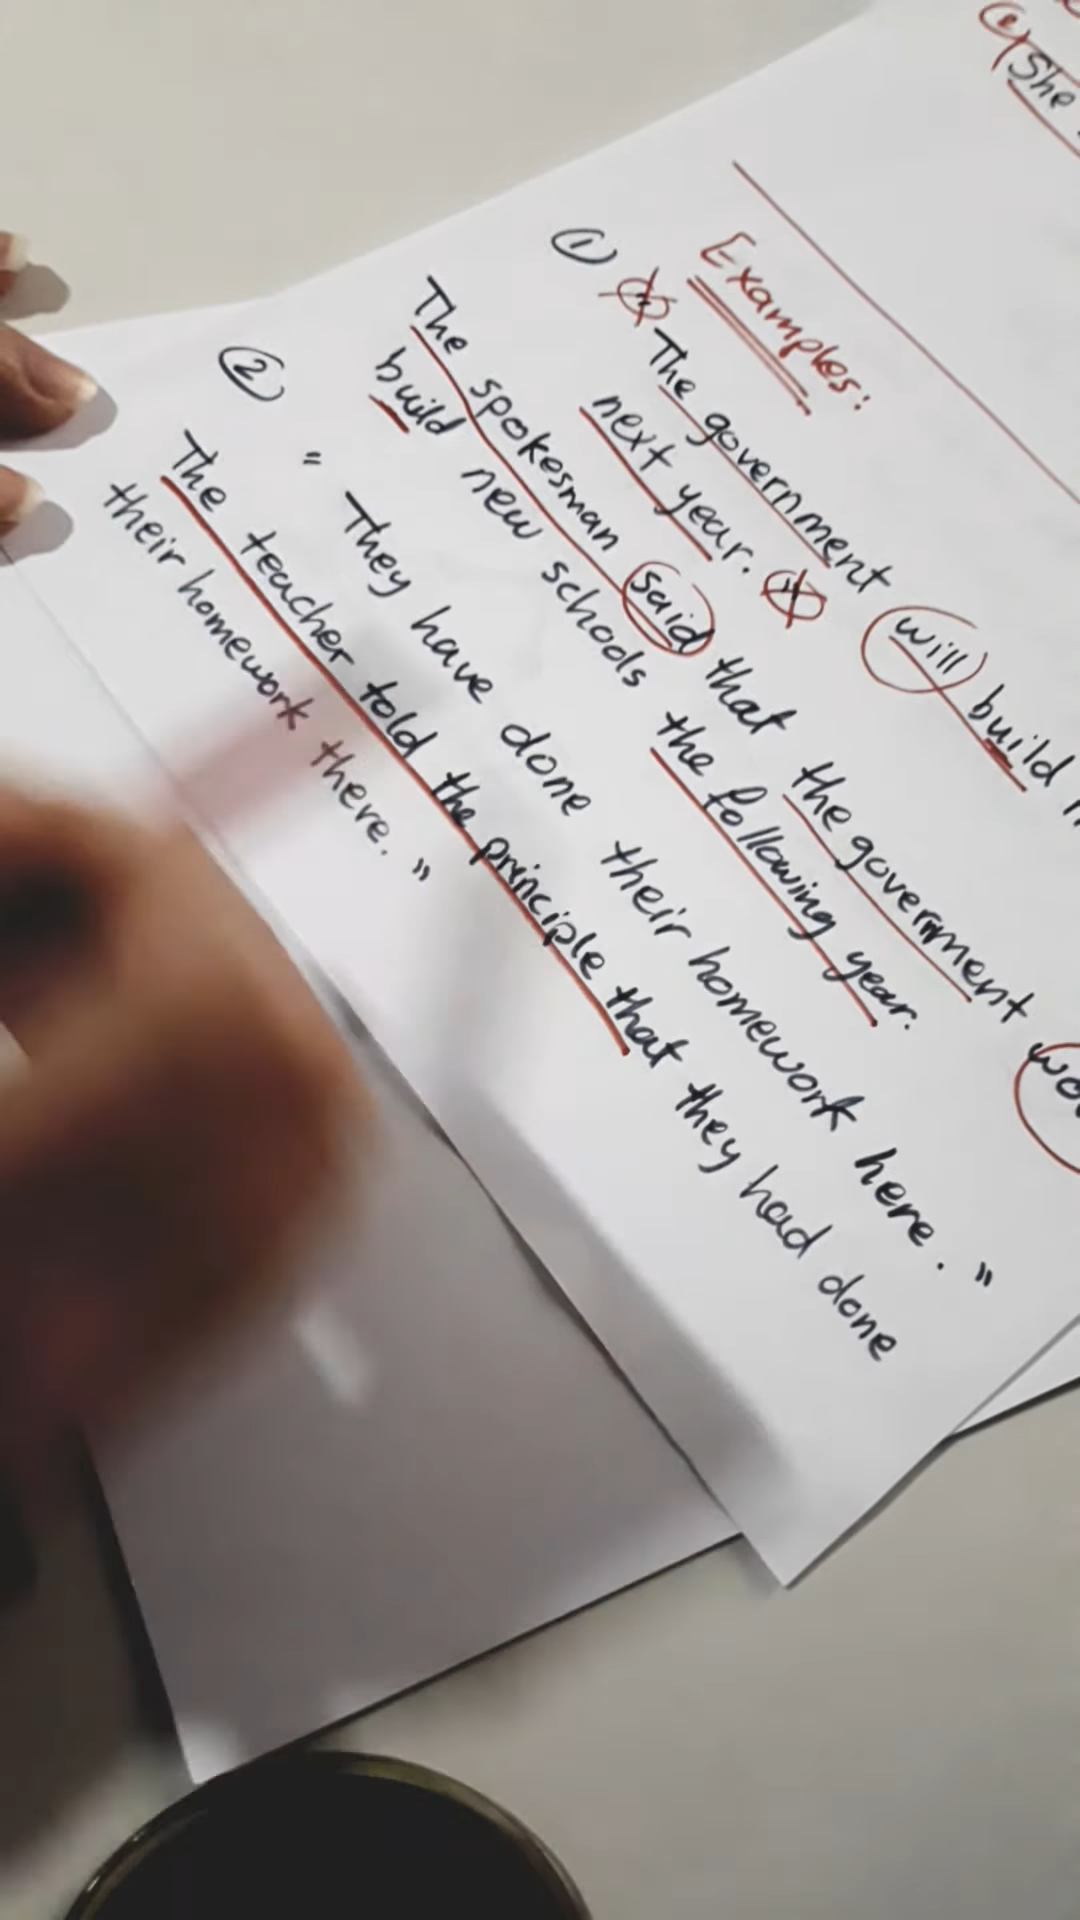 She
Examples:
① " The government will build
next year. "
The spokesman said that the government
build new schools the following year.
② " They have done their homework here. "
The teacher told the principle that they had done
their homework there. "